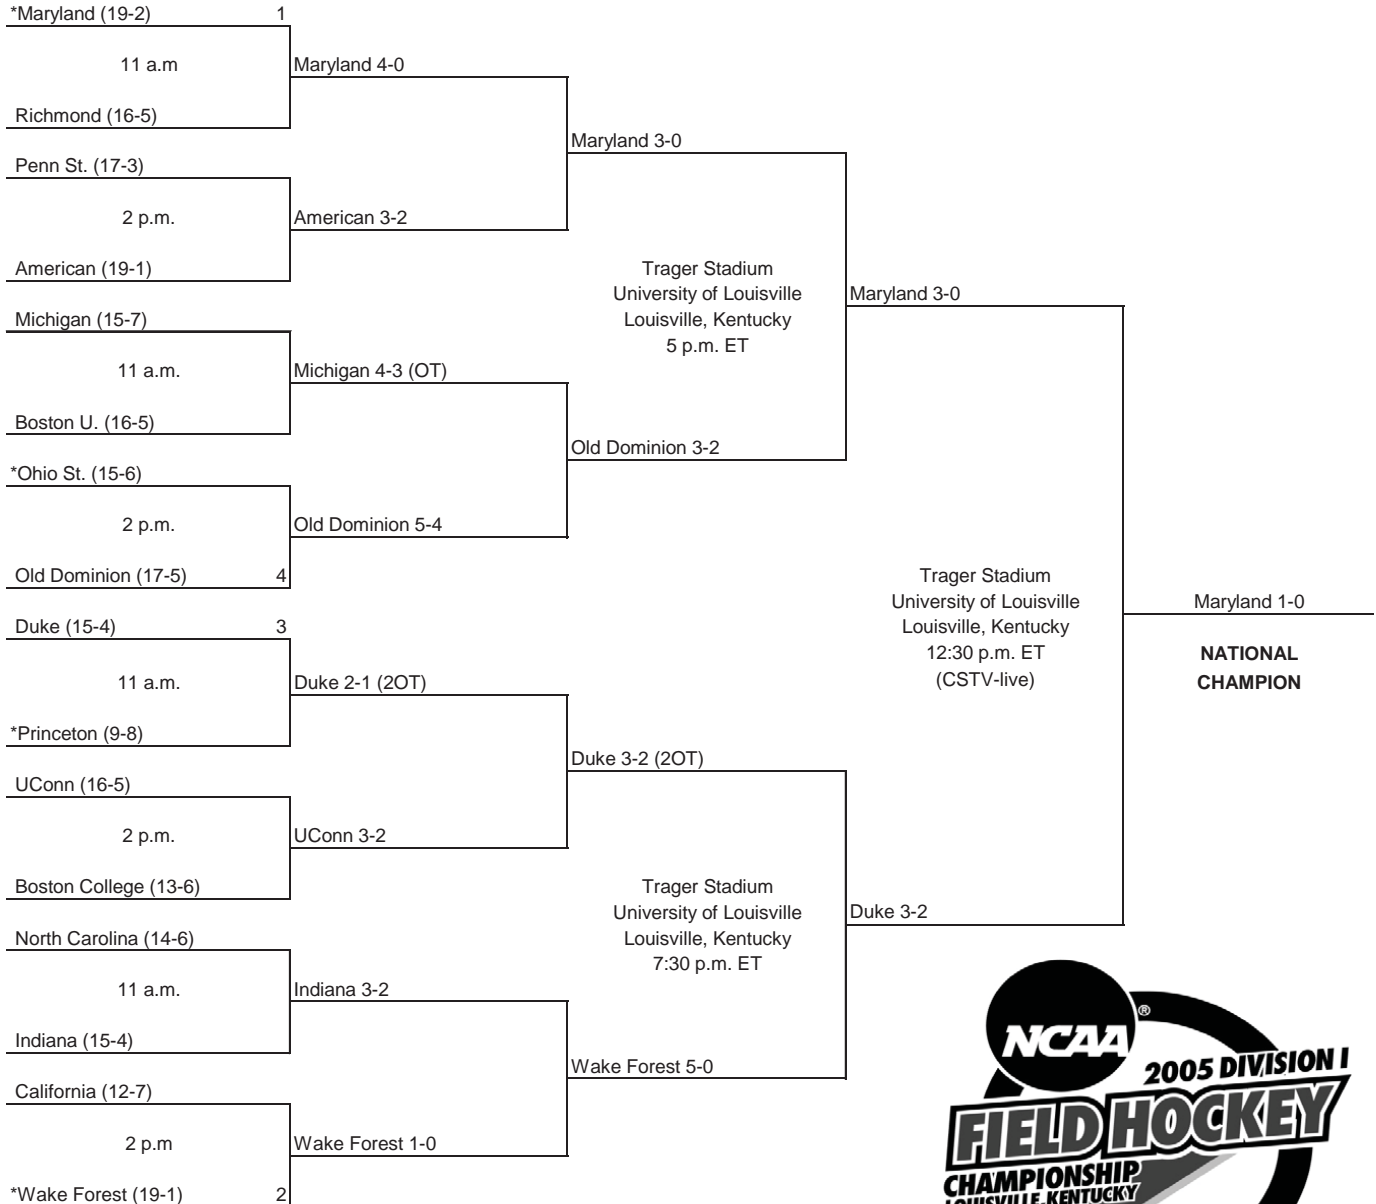 *Maryland (19-2) 1
11 a.m
Richmond (16-5)
Maryland 4-0
Penn St. (17-3)
2 p.m.
American (19-1)
American 3-2
Maryland 3-0
Michigan (15-7)
11 a.m.
Boston U. (16-5)
Michigan 4-3 (OT)
*Ohio St. (15-6)
2 p.m.
Old Dominion (17-5) 4
Old Dominion 5-4
Old Dominion 3-2
Trager Stadium
University of Louisville
Louisville, Kentucky
5 p.m. ET
Maryland 3-0
Duke (15-4) 3
11 a.m.
*Princeton (9-8)
Duke 2-1 (2OT)
UConn (16-5)
2 p.m.
Boston College (13-6)
UConn 3-2
Duke 3-2 (2OT)
North Carolina (14-6)
11 a.m.
Indiana (15-4)
Indiana 3-2
California (12-7)
2 p.m
*Wake Forest (19-1) 2
Wake Forest 1-0
Wake Forest 5-0
Trager Stadium
University of Louisville
Louisville, Kentucky
7:30 p.m. ET
Duke 3-2
Trager Stadium
University of Louisville
Louisville, Kentucky
12:30 p.m. ET
(CSTV-live)
Maryland 1-0
NATIONAL
CHAMPION
NCAA ®
2005 DIVISION I
FIELD HOCKEY
CHAMPIONSHIP
LOUISVILLE, KENTUCKY